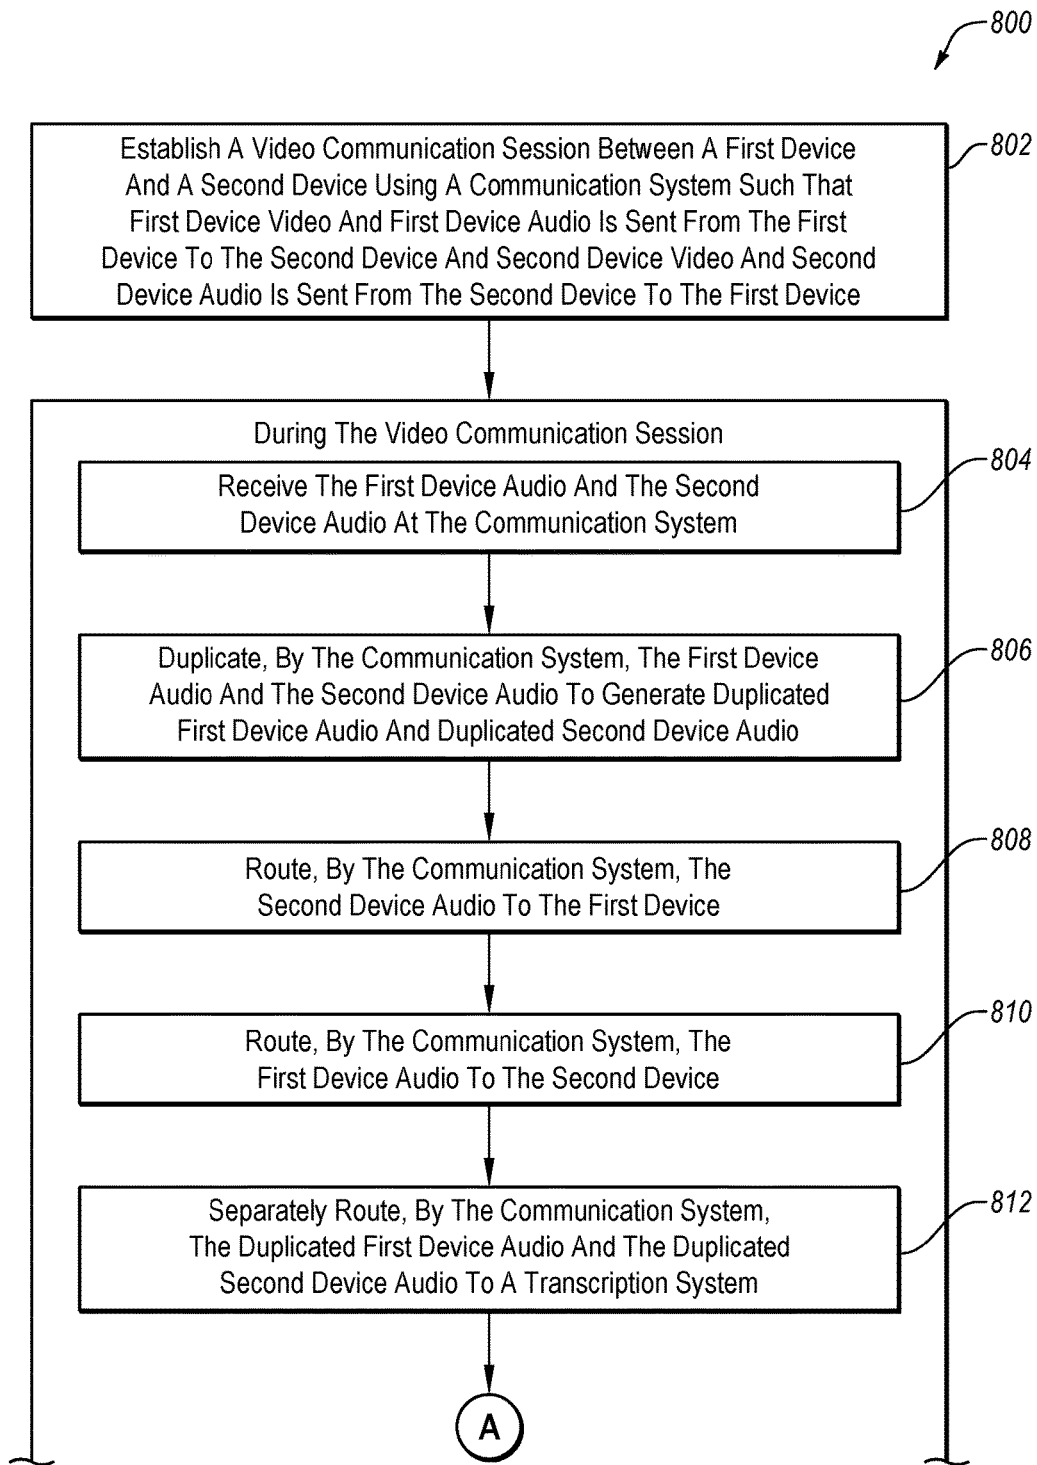 800
802
Establish A Video Communication Session Between A First Device
And A Second Device Using A Communication System Such That
First Device Video And First Device Audio Is Sent From The First
Device To The Second Device And Second Device Video And Second
Device Audio Is Sent From The Second Device To The First Device
During The Video Communication Session
804
Receive The First Device Audio And The Second
Device Audio At The Communication System
806
Duplicate, By The Communication System, The First Device
Audio And The Second Device Audio To Generate Duplicated
First Device Audio And Duplicated Second Device Audio
808
Route, By The Communication System, The
Second Device Audio To The First Device
810
Route, By The Communication System, The
First Device Audio To The Second Device
812
Separately Route, By The Communication System,
The Duplicated First Device Audio And The Duplicated
Second Device Audio To A Transcription System
A